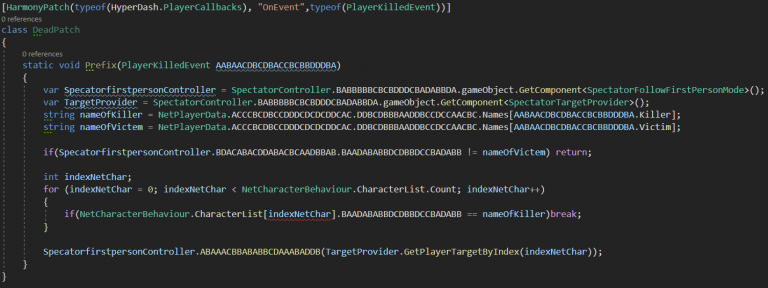 [HarmonyPatch(typeof(HyperDash.PlayerCallbacks), "OnEvent",typeof(PlayerKilledEvent))]
0 references
class DeadPatch
{
0 references
static void Prefix(PlayerKilledEvent AABAACDBCDBACCBCBBDDDBA)
{
var SpecatorfirstpersonController = SpectatorController.BABBBBBCBCBDDDCBADABBDA.gameObject.GetComponent<SpectatorFollowFirstPersonMode>();
var TargetProvider = SpectatorController.BABBBBBCBCBDDDCBADABBDA.gameObject.GetComponent<SpectatorTargetProvider>();
string nameOfKiller = NetPlayerData.ACCCBCDBCCDDDCDCDCDDCAC.DDBCDBBBAADDBCCDCCAACBC.Names[AABAACDBCDBACCBCBBDDDBA.Killer];
string nameOfVictem = NetPlayerData.ACCCBCDBCCDDDCDCDCDDCAC.DDBCDBBBAADDBCCDCCAACBC.Names[AABAACDBCDBACCBCBBDDDBA.Victim];
if(SpecatorfirstpersonController.BDACABACDDABACBCAADBBAB.BAADABABBDCDBBDCCBADABB != nameOfVictem) return;
int indexNetChar;
for (indexNetChar = 0; indexNetChar < NetCharacterBehaviour.CharacterList.Count; indexNetChar++)
{
if(NetCharacterBehaviour.CharacterList[indexNetChar].BAADABABBDCDBBDCCBADABB == nameOfKiller)break;
}
SpecatorfirstpersonController.ABAAACBBABABBCDAAABADDB(TargetProvider.GetPlayerTargetByIndex(indexNetChar));
}
}